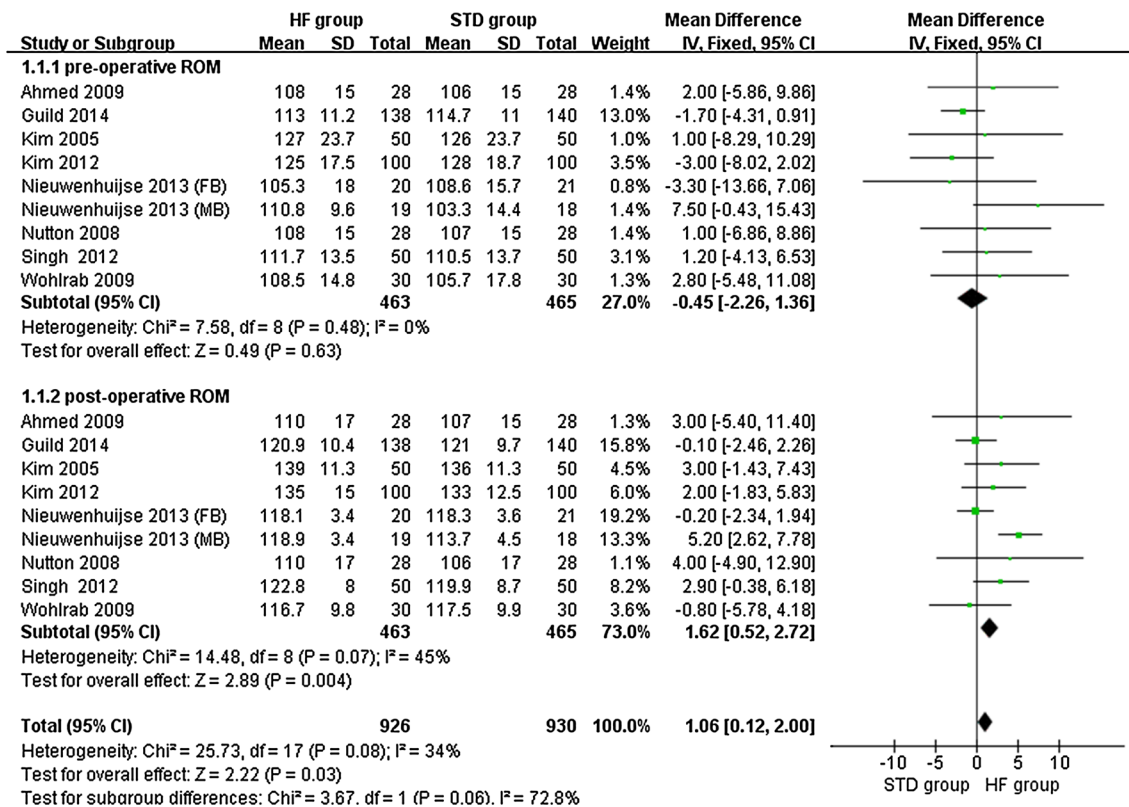 HF group STD group Mean Difference Mean Difference
Study or Subgroup Mean SD Total Mean SD Total Weight IV, Fixed, 95% CI IV, Fixed, 95% CI
1.1.1 pre-operative ROM
Ahmed 2009 108 15 28 106 15 28 1.4% 2.00 [-5.86, 9.86]
Guild 2014 113 11.2 138 114.7 11 140 13.0% -1.70 [-4.31, 0.91]
Kim 2005 127 23.7 50 126 23.7 50 1.0% 1.00 [-8.29, 10.29]
Kim 2012 125 17.5 100 128 18.7 100 3.5% -3.00 [-8.02, 2.02]
Nieuwenhuijse 2013 (FB) 105.3 18 20 108.6 15.7 21 0.8% -3.30 [-13.66, 7.06]
Nieuwenhuijse 2013 (MB) 110.8 9.6 19 103.3 14.4 18 1.4% 7.50 [-0.43, 15.43]
Nutton 2008 108 15 28 107 15 28 1.4% 1.00 [-6.86, 8.86]
Singh 2012 111.7 13.5 50 110.5 13.7 50 3.1% 1.20 [-4.13, 6.53]
Wohlrab 2009 108.5 14.8 30 105.7 17.8 30 1.3% 2.80 [-5.48, 11.08]
Subtotal (95% CI) 463 465 27.0% -0.45 [-2.26, 1.36]
Heterogeneity: Chi² = 7.58, df = 8 (P = 0.48); I² = 0%
Test for overall effect: Z = 0.49 (P = 0.63)
1.1.2 post-operative ROM
Ahmed 2009 110 17 28 107 15 28 1.3% 3.00 [-5.40, 11.40]
Guild 2014 120.9 10.4 138 121 9.7 140 15.8% -0.10 [-2.46, 2.26]
Kim 2005 139 11.3 50 136 11.3 50 4.5% 3.00 [-1.43, 7.43]
Kim 2012 135 15 100 133 12.5 100 6.0% 2.00 [-1.83, 5.83]
Nieuwenhuijse 2013 (FB) 118.1 3.4 20 118.3 3.6 21 19.2% -0.20 [-2.34, 1.94]
Nieuwenhuijse 2013 (MB) 118.9 3.4 19 113.7 4.5 18 13.3% 5.20 [2.62, 7.78]
Nutton 2008 110 17 28 106 17 28 1.1% 4.00 [-4.90, 12.90]
Singh 2012 122.8 8 50 119.9 8.7 50 8.2% 2.90 [-0.38, 6.18]
Wohlrab 2009 116.7 9.8 30 117.5 9.9 30 3.6% -0.80 [-5.78, 4.18]
Subtotal (95% CI) 463 465 73.0% 1.62 [0.52, 2.72]
Heterogeneity: Chi² = 14.48, df = 8 (P = 0.07); I² = 45%
Test for overall effect: Z = 2.89 (P = 0.004)
Total (95% CI) 926 930 100.0% 1.06 [0.12, 2.00]
Heterogeneity: Chi² = 25.73, df = 17 (P = 0.08); I² = 34%
Test for overall effect: Z = 2.22 (P = 0.03)
Test for subgroup differences: Chi² = 3.67, df = 1 (P = 0.06), I² = 72.8%
-10 -5 0 5 10
STD group HF group